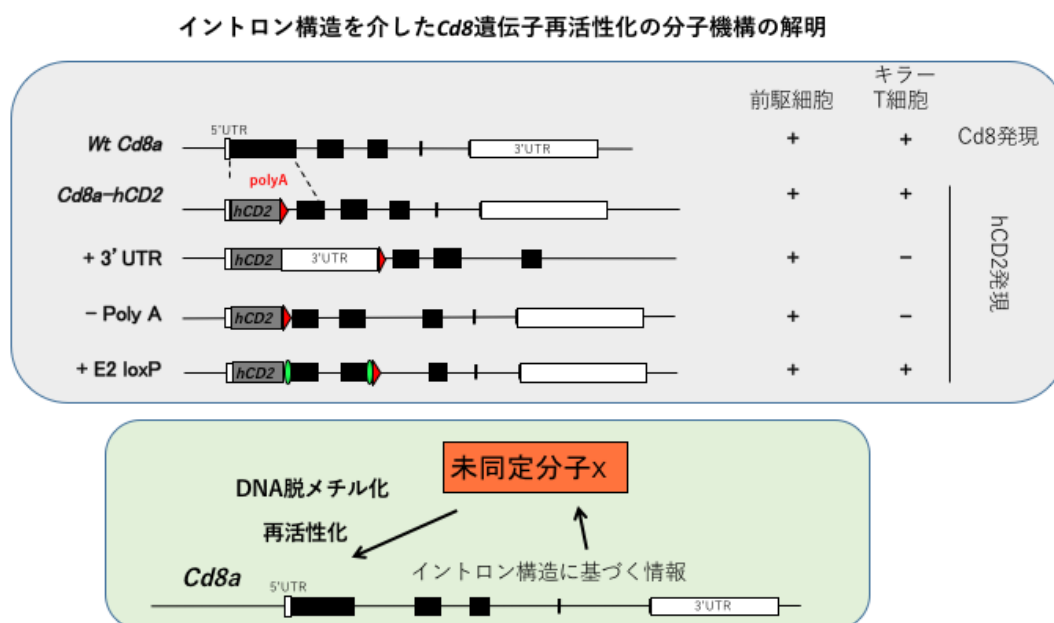 イントロン構造を介したCd8遺伝子再活性化の分子機構の解明
前駆細胞
キラー
T細胞
5'UTR
Wt Cd8a
3'UTR
+
+
Cd8発現
polyA
Cd8a-hCD2
hCD2
+
+
+ 3' UTR
hCD2
3'UTR
+
−
hCD2発現
− Poly A
hCD2
+
−
+ E2 loxP
hCD2
+
+
未同定分子x
DNA脱メチル化
再活性化
イントロン構造に基づく情報
Cd8a
5'UTR
3'UTR